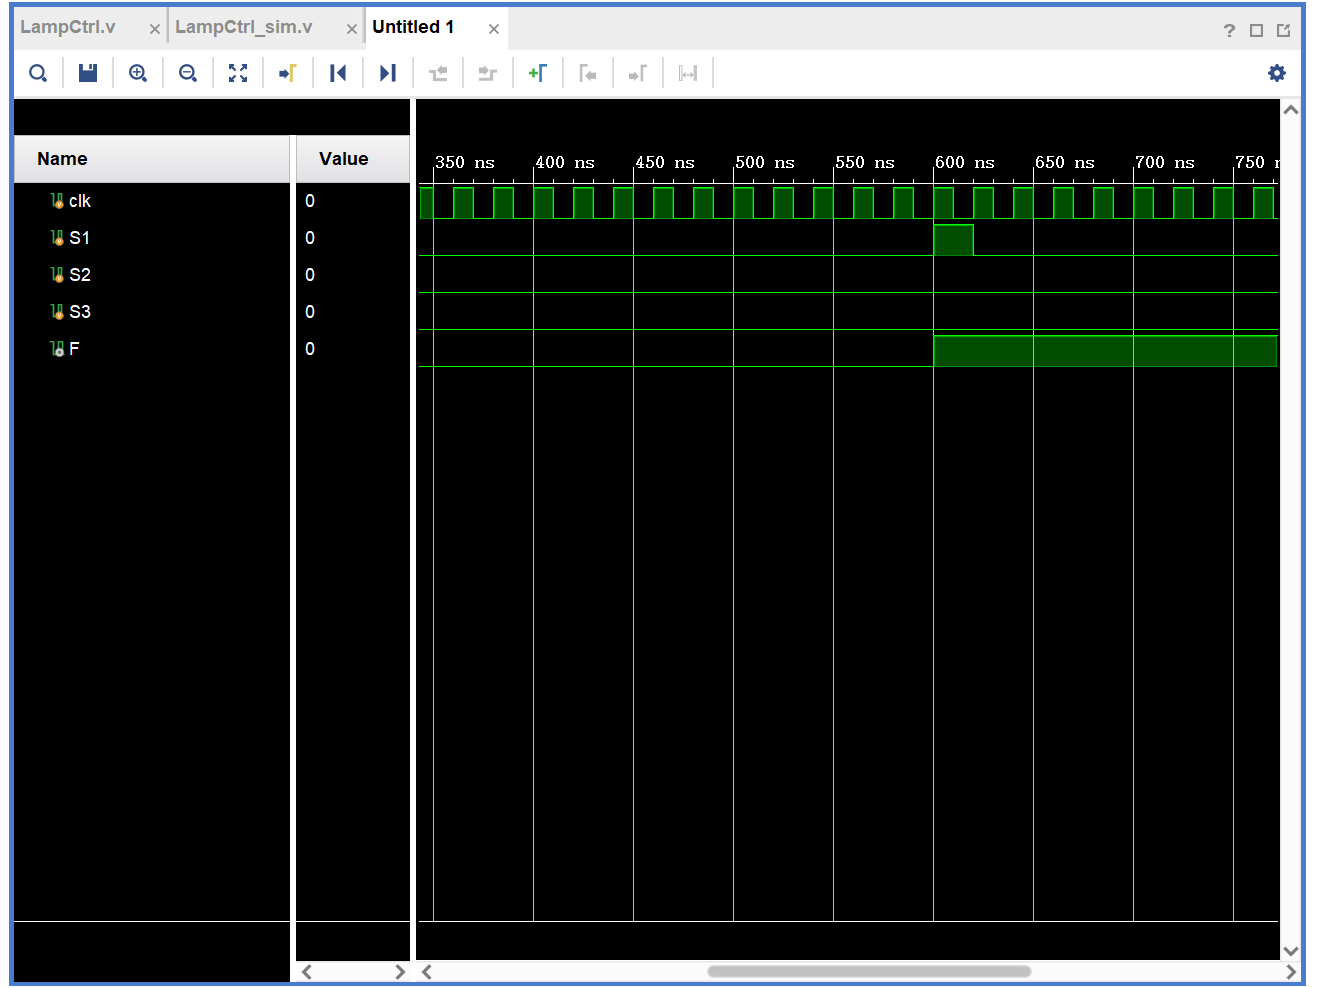 LampCtrl.v × LampCtrl_sim.v × Untitled 1 × ?
Name Value
350 ns 400 ns 450 ns 500 ns 550 ns 600 ns 650 ns 700 ns 750 n
clk 0
S1 0
S2 0
S3 0
F 0